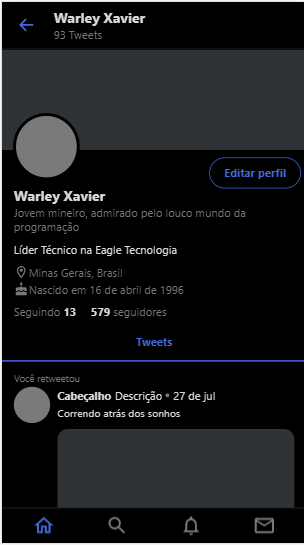 Warley Xavier
93 Tweets
Editar perfil
Warley Xavier
Jovem mineiro, admirado pelo louco mundo da
programação
Líder Técnico na Eagle Tecnologia
Minas Gerais, Brasil
Nascido em 16 de abril de 1996
Seguindo 13 579 seguidores
Tweets
Você retweetou
Cabeçalho Descrição • 27 de jul
Correndo atrás dos sonhos